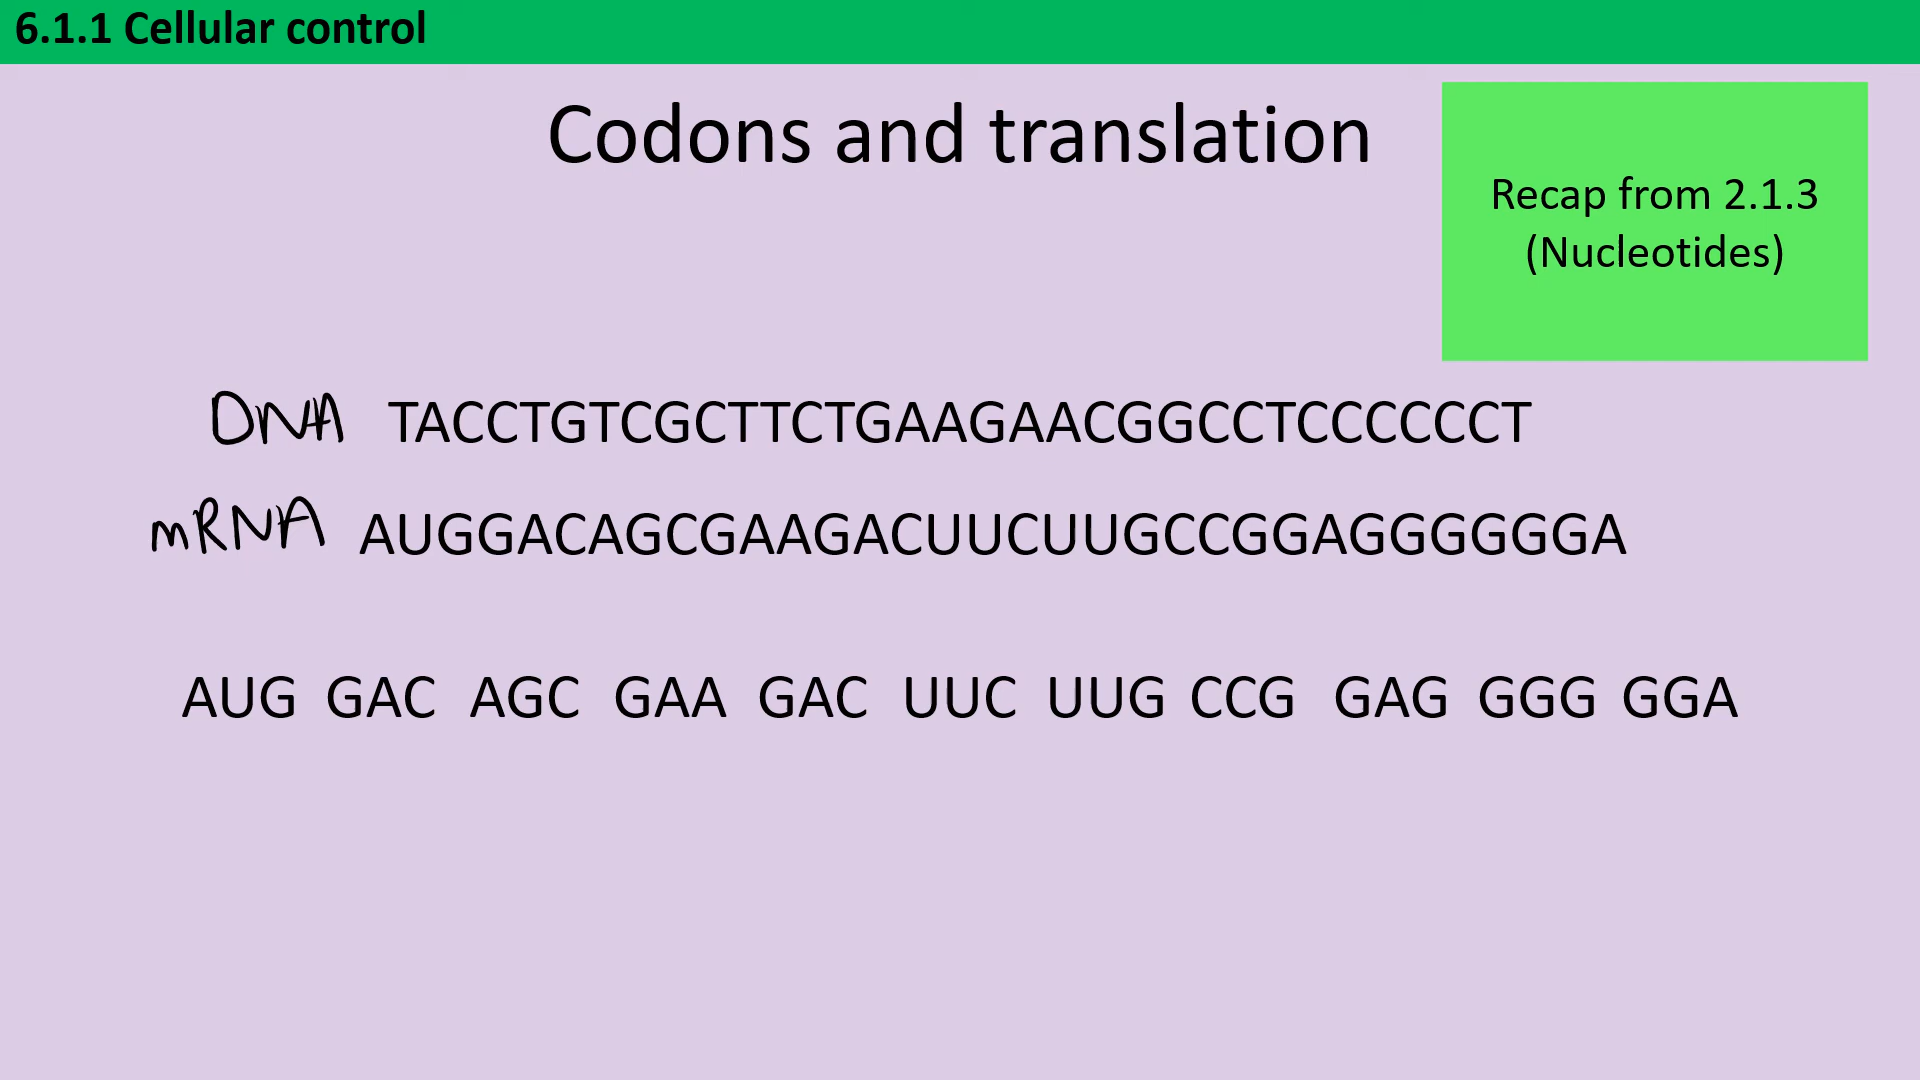 6.1.1 Cellular control
Codons and translation
Recap from 2.1.3
(Nucleotides)
DNA TACCTGTCGCTTCTGAAGAACGGCCTCCCCCCT
mRNA AUGGACAGCGAAGACUUCUUGCCGGAGGGGGGA
AUG GAC AGC GAA GAC UUC UUG CCG GAG GGG GGA